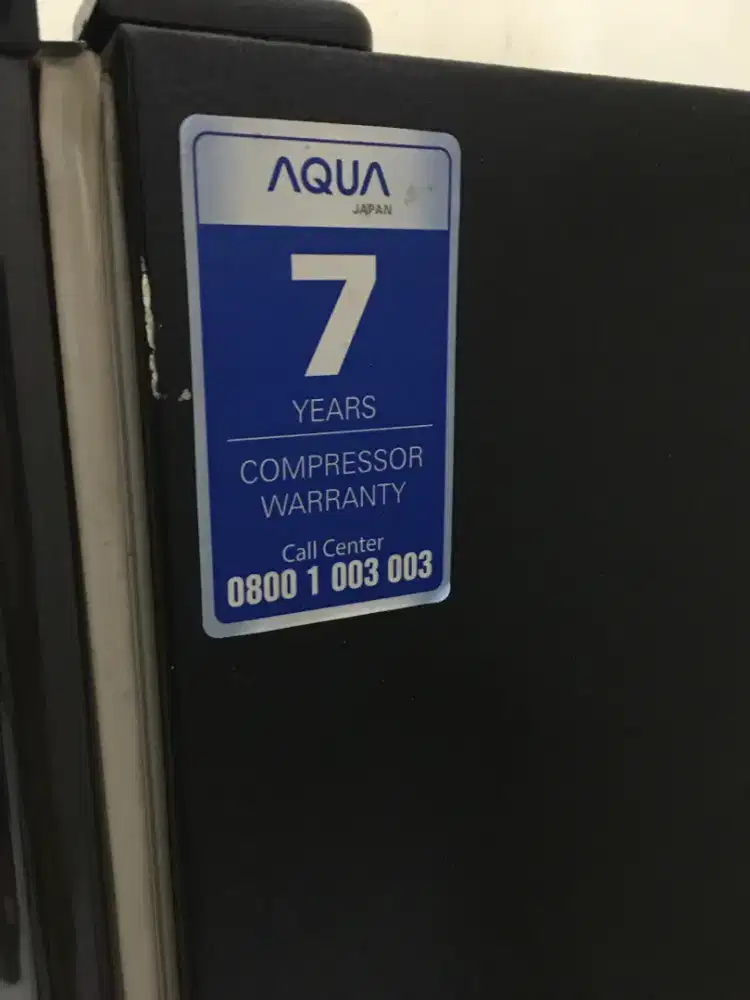 AQUA
JAPAN
7
YEARS
COMPRESSOR
WARRANTY
Call Center
0800 1 003 003